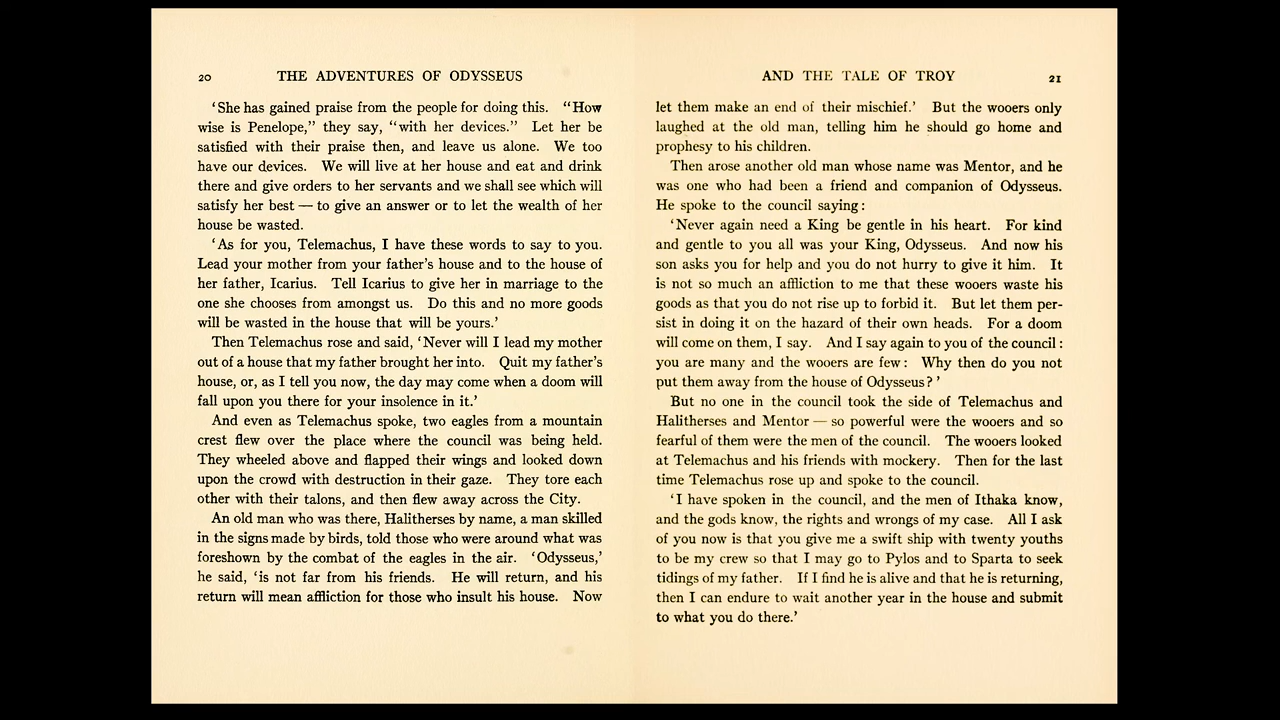 20 THE ADVENTURES OF ODYSSEUS
‘She has gained praise from the people for doing this. “How
wise is Penelope,” they say, “with her devices.” Let her be
satisfied with their praise then, and leave us alone. We too
have our devices. We will live at her house and eat and drink
there and give orders to her servants and we shall see which will
satisfy her best — to give an answer or to let the wealth of her
house be wasted.
‘As for you, Telemachus, I have these words to say to you.
Lead your mother from your father’s house and to the house of
her father, Icarius. Tell Icarius to give her in marriage to the
one she chooses from amongst us. Do this and no more goods
will be wasted in the house that will be yours.’
Then Telemachus rose and said, ‘Never will I lead my mother
out of a house that my father brought her into. Quit my father’s
house, or, as I tell you now, the day may come when a doom will
fall upon you there for your insolence in it.’
And even as Telemachus spoke, two eagles from a mountain
crest flew over the place where the council was being held.
They wheeled above and flapped their wings and looked down
upon the crowd with destruction in their gaze. They tore each
other with their talons, and then flew away across the City.
An old man who was there, Halitherses by name, a man skilled
in the signs made by birds, told those who were around what was
foreshown by the combat of the eagles in the air. ‘Odysseus,’
he said, ‘is not far from his friends. He will return, and his
return will mean affliction for those who insult his house. Now
AND THE TALE OF TROY 21
let them make an end of their mischief.’ But the wooers only
laughed at the old man, telling him he should go home and
prophesy to his children.
Then arose another old man whose name was Mentor, and he
was one who had been a friend and companion of Odysseus.
He spoke to the council saying:
‘Never again need a King be gentle in his heart. For kind
and gentle to you all was your King, Odysseus. And now his
son asks you for help and you do not hurry to give it him. It
is not so much an affliction to me that these wooers waste his
goods as that you do not rise up to forbid it. But let them per-
sist in doing it on the hazard of their own heads. For a doom
will come on them, I say. And I say again to you of the council:
you are many and the wooers are few: Why then do you not
put them away from the house of Odysseus?’
But no one in the council took the side of Telemachus and
Halitherses and Mentor — so powerful were the wooers and so
fearful of them were the men of the council. The wooers looked
at Telemachus and his friends with mockery. Then for the last
time Telemachus rose up and spoke to the council.
‘I have spoken in the council, and the men of Ithaka know,
and the gods know, the rights and wrongs of my case. All I ask
of you now is that you give me a swift ship with twenty youths
to be my crew so that I may go to Pylos and to Sparta to seek
tidings of my father. If I find he is alive and that he is returning,
then I can endure to wait another year in the house and submit
to what you do there.’